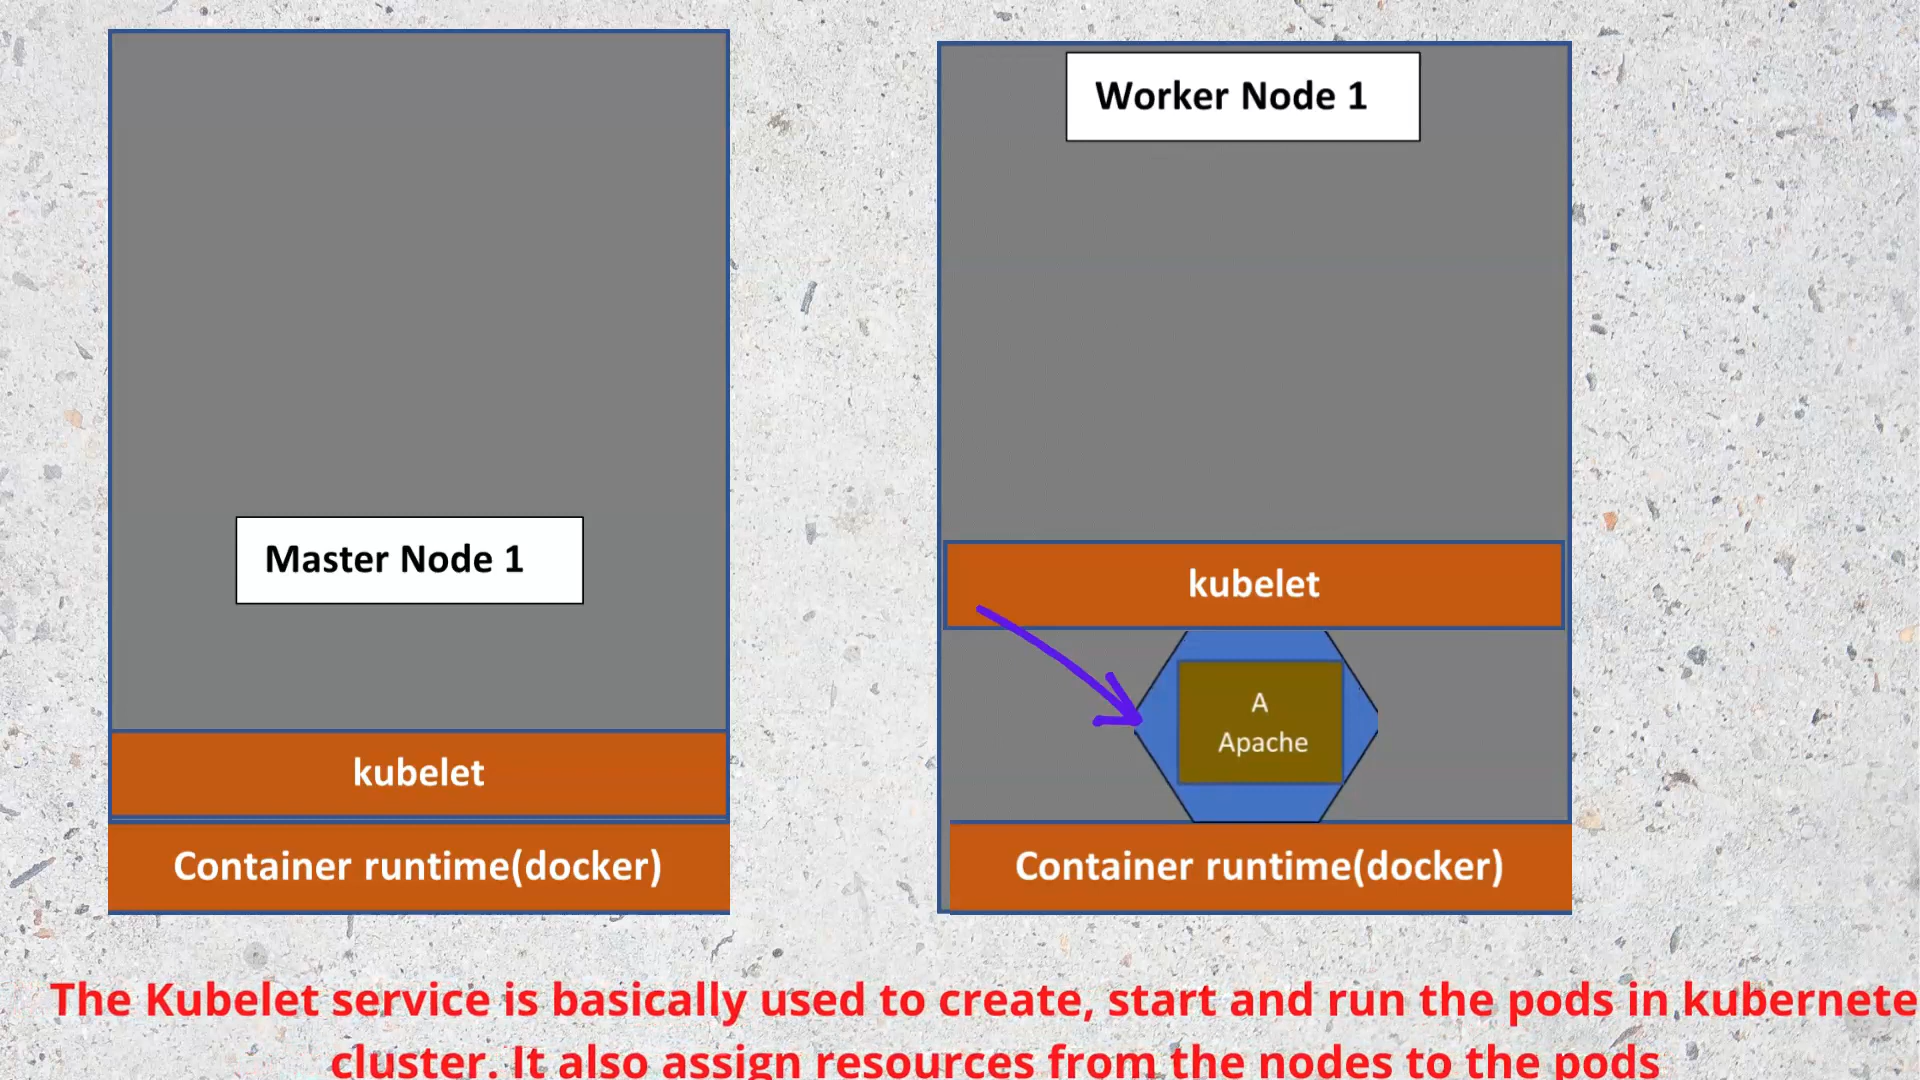 Worker Node 1
Master Node 1
kubelet
A
Apache
kubelet
Container runtime(docker)
Container runtime(docker)
The Kubelet service is basically used to create, start and run the pods in kubernete
cluster. It also assign resources from the nodes to the pods